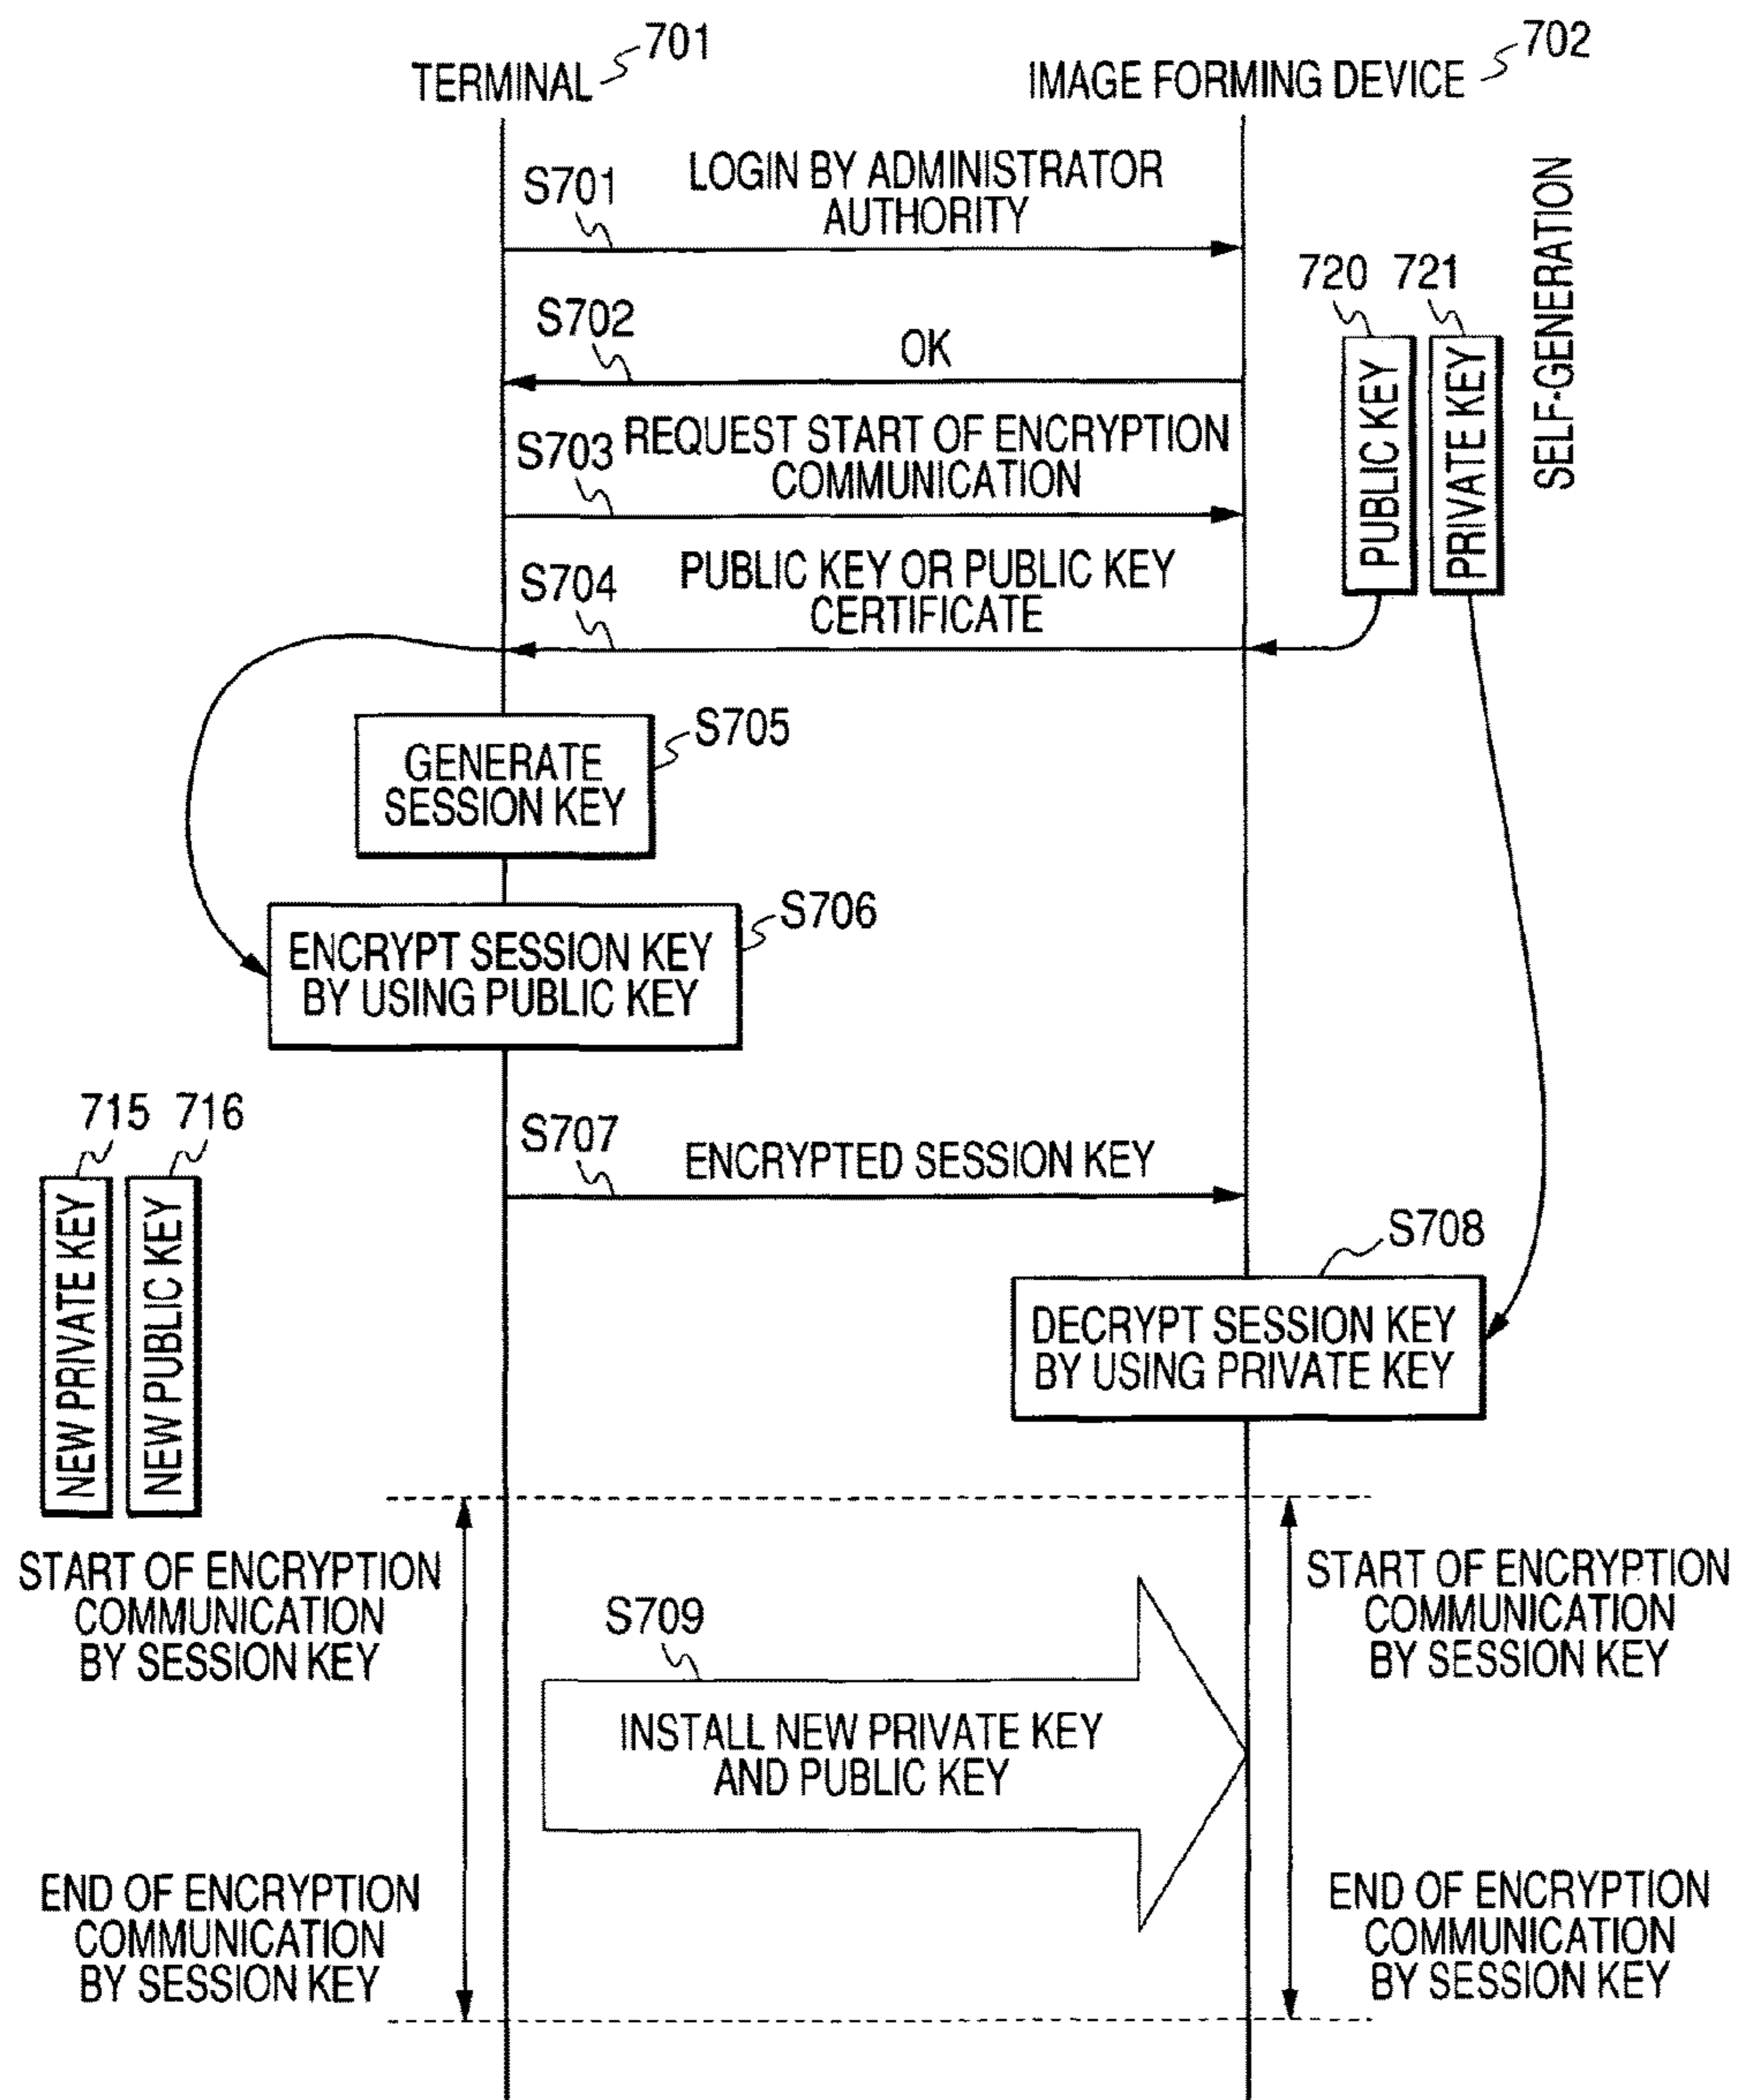 TERMINAL
701
IMAGE FORMING DEVICE
702
S701
LOGIN BY ADMINISTRATOR
AUTHORITY
720
721
SELF-GENERATION
PUBLIC KEY
PRIVATE KEY
S702
OK
S703
REQUEST START OF ENCRYPTION
COMMUNICATION
S704
PUBLIC KEY OR PUBLIC KEY
CERTIFICATE
GENERATE
SESSION KEY
S705
ENCRYPT SESSION KEY
BY USING PUBLIC KEY
S706
715
716
NEW PRIVATE KEY
NEW PUBLIC KEY
S707
ENCRYPTED SESSION KEY
S708
DECRYPT SESSION KEY
BY USING PRIVATE KEY
START OF ENCRYPTION
COMMUNICATION
BY SESSION KEY
START OF ENCRYPTION
COMMUNICATION
BY SESSION KEY
S709
INSTALL NEW PRIVATE KEY
AND PUBLIC KEY
END OF ENCRYPTION
COMMUNICATION
BY SESSION KEY
END OF ENCRYPTION
COMMUNICATION
BY SESSION KEY